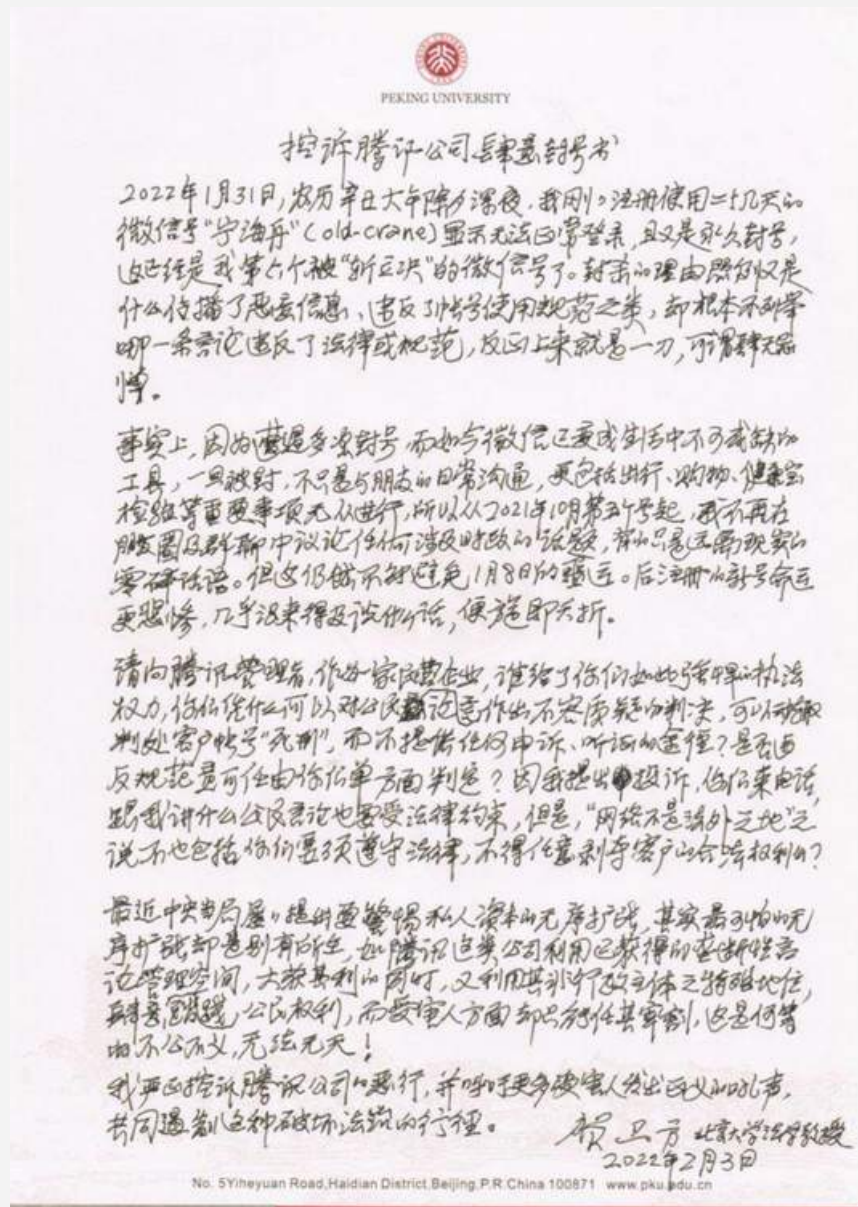 PEKING UNIVERSITY
控诉腾讯公司肆意封号书
2022年1月31日,农历辛丑大年除夕深夜,我刚刚注册使用二十几天的
微信号"宁海舟"(old-crane)显示无法正常登录,且又是永久封号,
这已经是我第六个被"斩立决"的微信号了。封杀的理由照例又是
什么传播了恶意信息、违反了帐号使用规范之类,却根本不列举
哪一条言论违反了法律或规范,反正上来就是一刀,可谓肆无忌
惮。
事实上,因为遭遇多次封号,而如今微信已变成生活中不可或缺的
工具,一旦被封,不只是与朋友的日常沟通,更包括出行、购物、健康宝
检验等重要事项无从进行,所以从2021年10月第五个号起,我不再在
朋友圈及群聊中议论任何涉及时政的话题,有的只是远离现实的
零碎话语。但这仍然不能避免1月8日的噩运。后注册的新号命运
更悲惨,几乎没来得及说什么话,便旋即夭折。
请问腾讯管理者,作为一家民营企业,谁给了你们如此强悍的执法
权力,你们凭什么可以对公民言论作出不容质疑的判决,可以任意
判处客户帐号"死刑",而不提供任何申诉、听证的途径?是否违
反规范竟可任由你们单方面判定?因我提出投诉,你们来电话
跟我讲什么公民言论也要受法律约束,但是,"网络不是法外之地"之
说不也包括你们要须遵守法律,不得任意剥夺客户的合法权利的?
最近中央当局屡屡提出要警惕私人资本的无序扩张,其实最可怕的无
序扩张却是别有所在,如腾讯这类公司利用已获得的垄断性言
论管理空间,大获其利的同时,又利用其非行政主体之特殊地位,
肆意侵犯公民权利,而受害人方面却只能任其宰割,这是何等
的不公不义,无法无天!
我严正控诉腾讯公司的恶行,并呼吁更多受害人发出正义的吼声,
共同遏制这种破坏法治的行径。
贺卫方 北京大学法学教授
2022年2月3日
No. 5Yiheyuan Road,Haidian District,Beijing,P.R.China 100871 www.pku.edu.cn